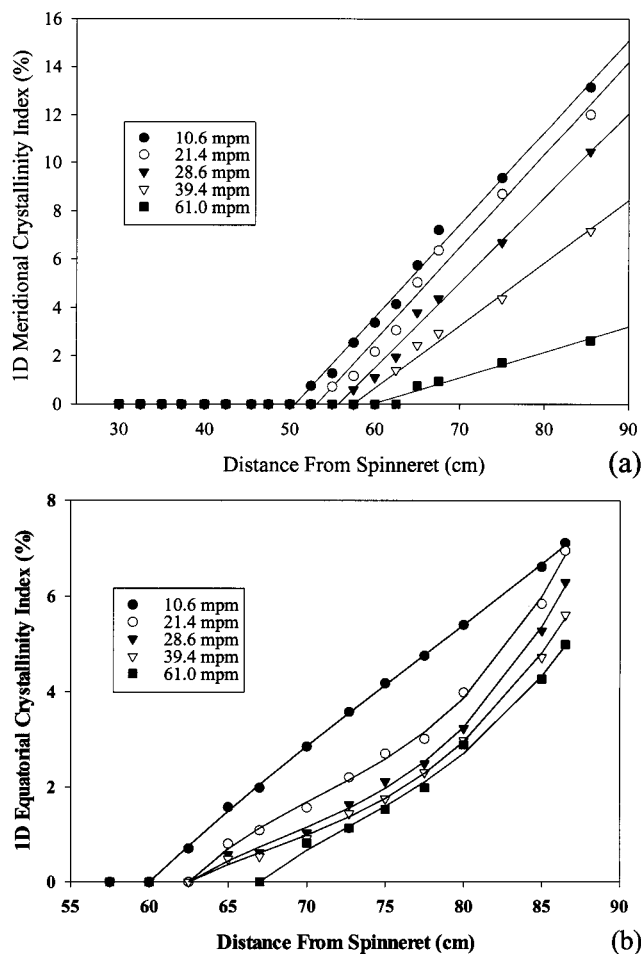 16
14
12
10
8
6
4
2
0
1D Meridional Crystallinity Index (%)
10.6 mpm
21.4 mpm
28.6 mpm
39.4 mpm
61.0 mpm
30 40 50 60 70 80 90
Distance From Spinneret (cm)
(a)
8
6
4
2
0
1D Equatorial Crystallinity Index (%)
10.6 mpm
21.4 mpm
28.6 mpm
39.4 mpm
61.0 mpm
55 60 65 70 75 80 85 90
Distance From Spinneret (cm)
(b)